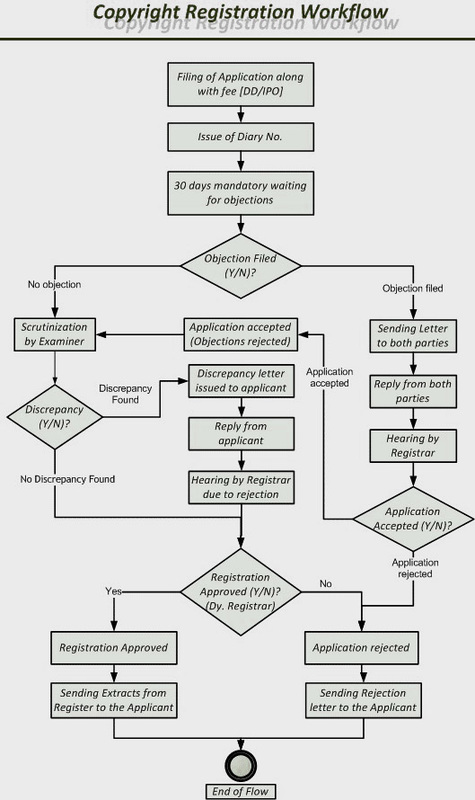 Copyright Registration Workflow
Filing of Application along
with fee [DD/IPO]
Issue of Diary No.
30 days mandatory waiting
for objections
Objection Filed
(Y/N)?
No objection
Objection filed
Scrutinization
by Examiner
Application accepted
(Objections rejected)
Sending Letter
to both parties
Discrepancy
(Y/N)?
Discrepancy
Found
Discrepancy letter
issued to applicant
Application
accepted
Reply from both
parties
Reply from
applicant
Hearing by
Registrar
No Discrepancy Found
Hearing by Registrar
due to rejection
Application
Accepted (Y/N)?
Application
rejected
Registration
Approved (Y/N)?
(Dy. Registrar)
Yes
No
Registration Approved
Application rejected
Sending Extracts from
Register to the Applicant
Sending Rejection
letter to the Applicant
End of Flow